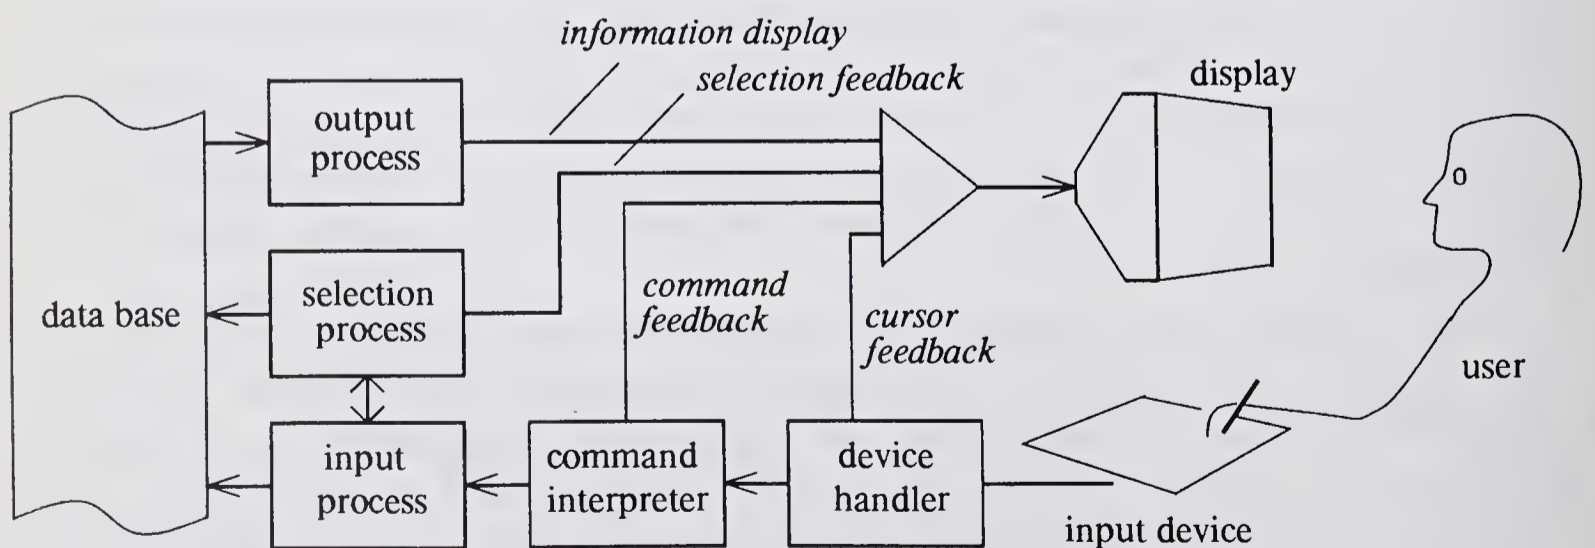 information display
selection feedback
display
output
process
data base
selection
process
command
feedback
cursor
feedback
user
input
process
command
interpreter
device
handler
input device